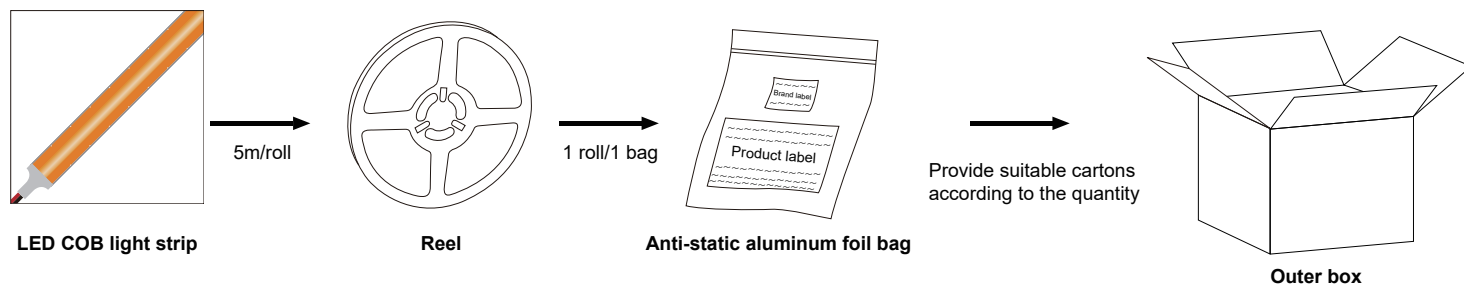 5m/roll
1 roll/1 bag
Brand label
Product label
Provide suitable cartons
according to the quantity
LED COB light strip
Reel
Anti-static aluminum foil bag
Outer box